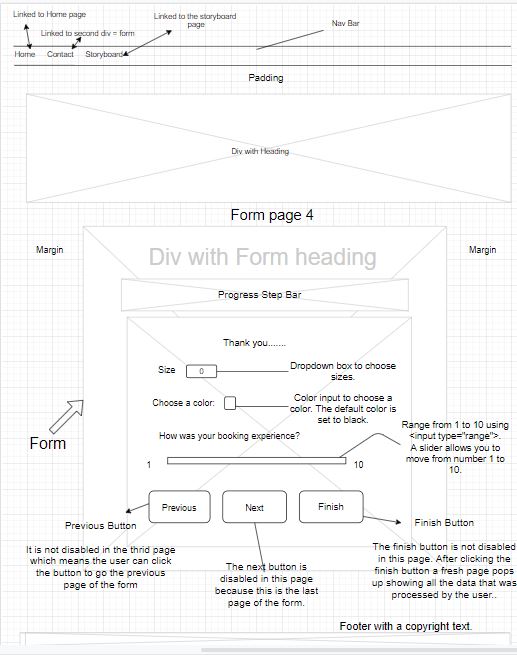 Linked to Home page
Linked to the storyboard
page
Nav Bar
Linked to second div = form
Home Contact Storyboard
Padding
Div with Heading
Form page 4
Margin
Margin
Div with Form heading
Progress Step Bar
Thank you.......
Size 0
Dropdown box to choose
sizes.
Choose a color:
Color input to choose a
color. The default color is
set to black.
How was your booking experience?
1 10
Range from 1 to 10 using
<input type="range">.
A slider allows you to
move from number 1 to
10.
Form
Previous Next Finish
Previous Button
Finish Button
It is not disabled in the thrid page
which means the user can click
the button to go the previous
page of the form
The next button is
disabled in this page
because this is the last
page of the form.
The finish button is not disabled
in this page. After clicking the
finish button a fresh page pops
up showing all the data that was
processed by the user..
Footer with a copyright text.